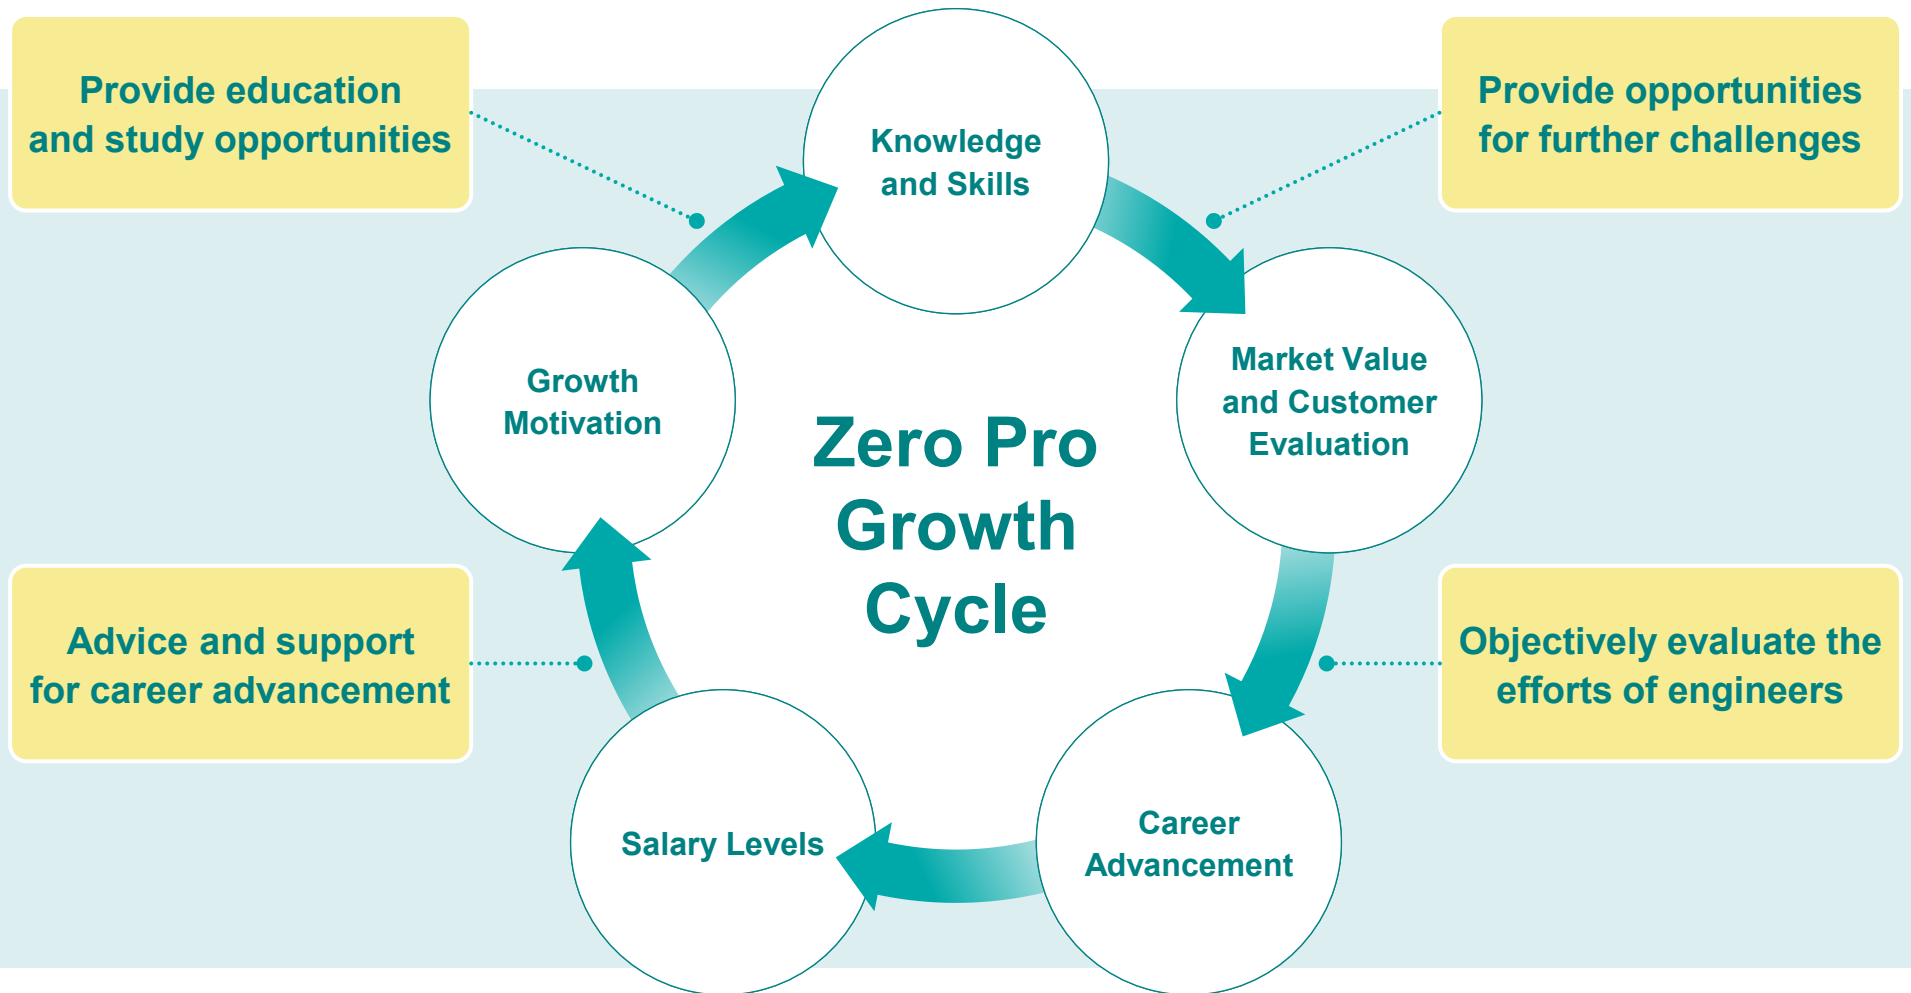 Provide education
and study opportunities
Knowledge
and Skills
Provide opportunities
for further challenges
Growth
Motivation
Market Value
and Customer
Evaluation
Zero Pro
Growth
Cycle
Advice and support
for career advancement
Objectively evaluate the
efforts of engineers
Salary Levels
Career
Advancement